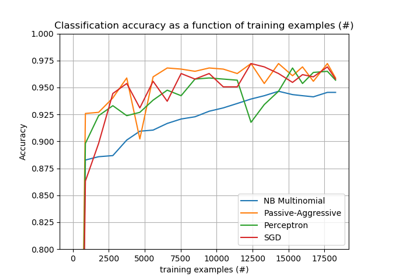 Classification accuracy as a function of training examples (#)
1.000
0.975
0.950
0.925
0.900
0.875
0.850
0.825
0.800
Accuracy
NB Multinomial
Passive-Aggressive
Perceptron
SGD
0 2500 5000 7500 10000 12500 15000 17500
training examples (#)